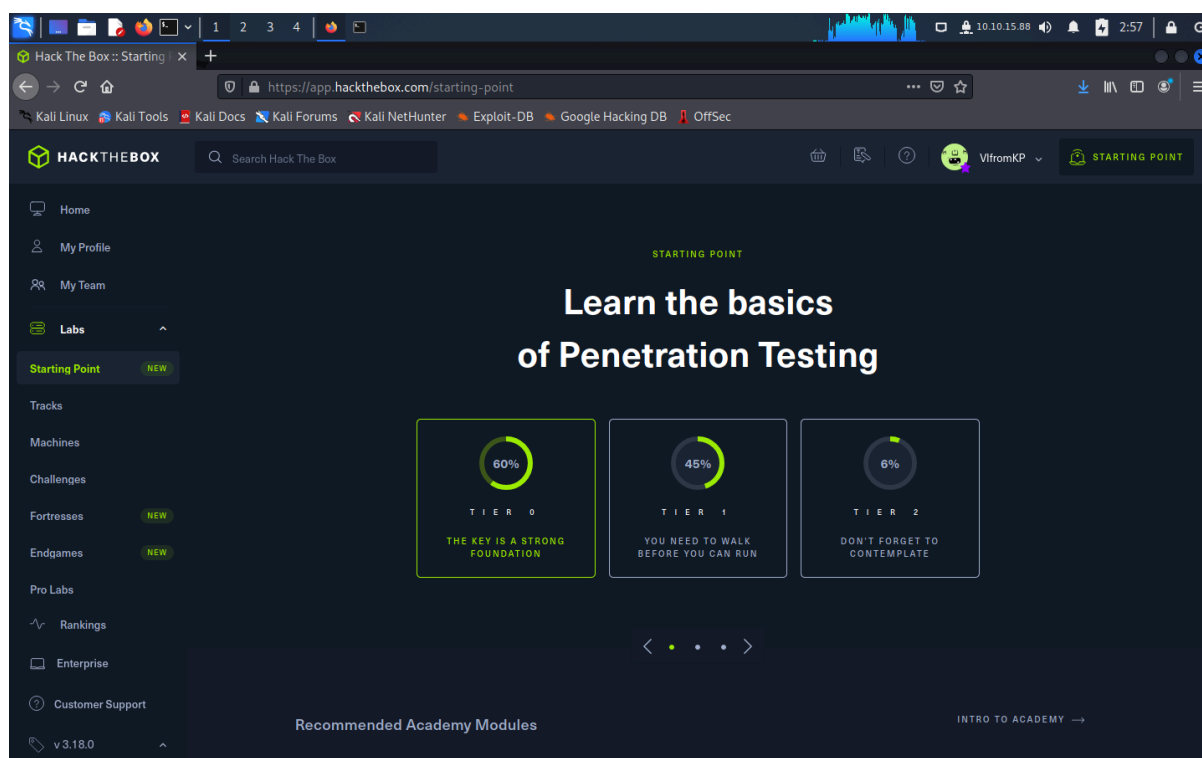 1 2 3 4
10.10.15.88
2:57
Hack The Box :: Starting
https://app.hackthebox.com/starting-point
Kali Linux Kali Tools Kali Docs Kali Forums Kali NetHunter Exploit-DB Google Hacking DB OffSec
HACKTHEBOX
Search Hack The Box
VIfromKP
STARTING POINT
Home
My Profile
My Team
Labs
Starting Point NEW
Tracks
Machines
Challenges
Fortresses NEW
Endgames NEW
Pro Labs
Rankings
Enterprise
Customer Support
v 3.18.0
STARTING POINT
Learn the basics
of Penetration Testing
60%
TIER 0
THE KEY IS A STRONG
FOUNDATION
45%
TIER 1
YOU NEED TO WALK
BEFORE YOU CAN RUN
6%
TIER 2
DON'T FORGET TO
CONTEMPLATE
Recommended Academy Modules
INTRO TO ACADEMY